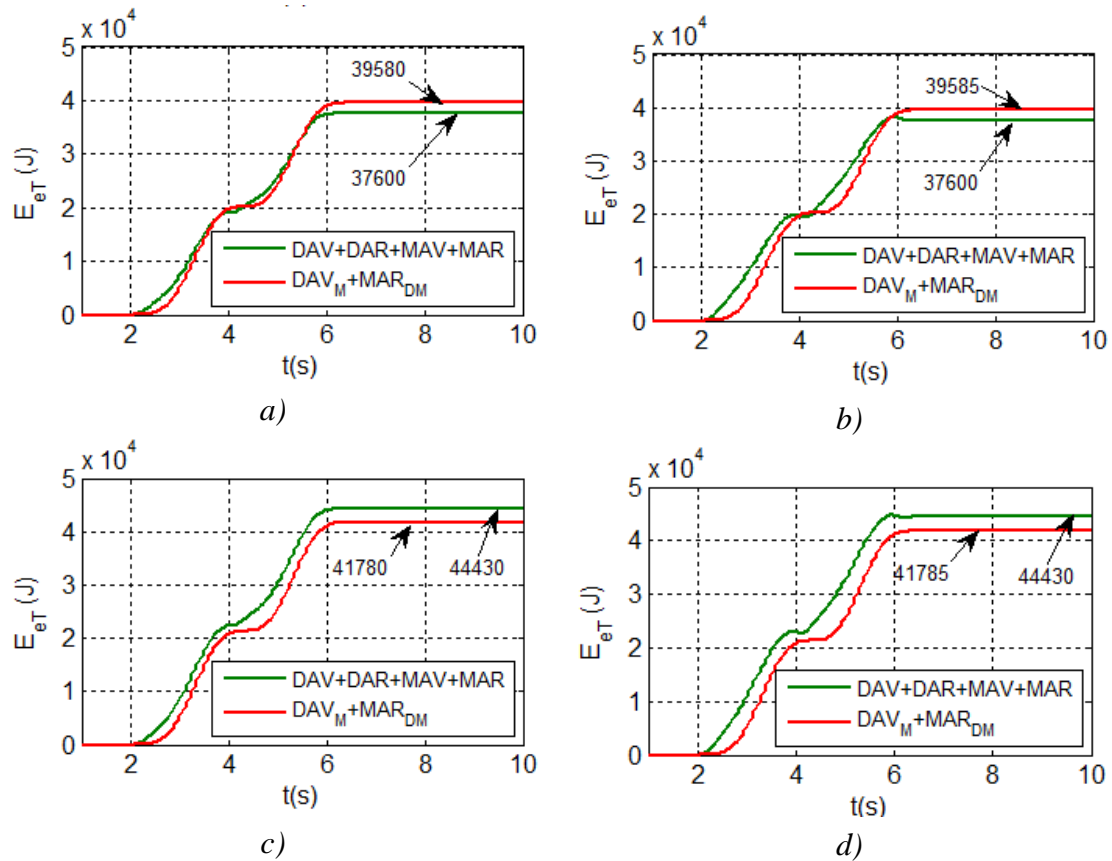 x 10^4
5
4
3
2
1
0
E_eT (J)
39580
37600
DAV+DAR+MAV+MAR
DAV_M+MAR_DM
2 4 6 8 10
t(s)
a)
x 10^4
5
4
3
2
1
0
E_eT (J)
39585
37600
DAV+DAR+MAV+MAR
DAV_M+MAR_DM
2 4 6 8 10
t(s)
b)
x 10^4
5
4
3
2
1
0
E_eT (J)
41780
44430
DAV+DAR+MAV+MAR
DAV_M+MAR_DM
2 4 6 8 10
t(s)
c)
x 10^4
5
4
3
2
1
0
E_eT (J)
41785
44430
DAV+DAR+MAV+MAR
DAV_M+MAR_DM
2 4 6 8 10
t(s)
d)